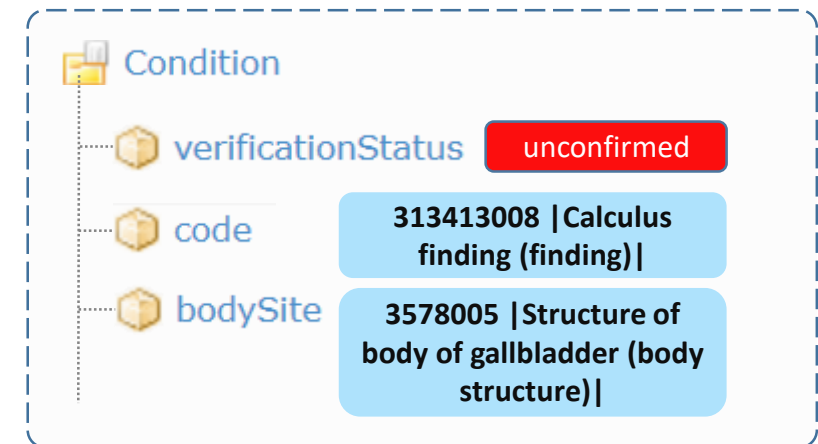 Condition
verificationStatus unconfirmed
code
313413008 |Calculus
finding (finding)|
bodySite
3578005 |Structure of
body of gallbladder (body
structure)|